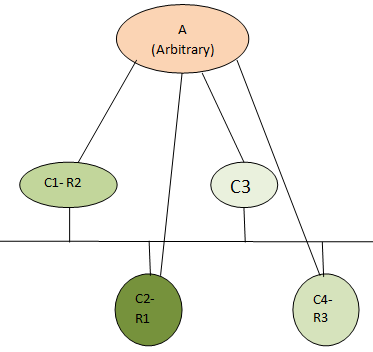 A
(Arbitrary)
C1- R2
C3
C2-
R1
C4-
R3